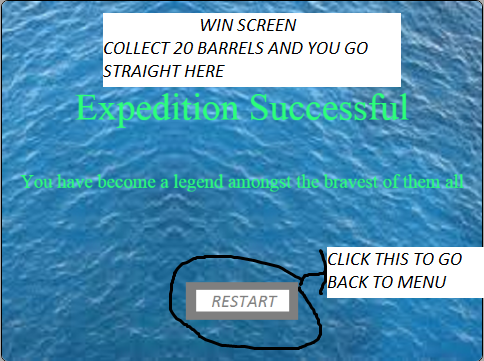 WIN SCREEN
COLLECT 20 BARRELS AND YOU GO
STRAIGHT HERE
Expedition Successful
You have become a legend amongst the bravest of them all
CLICK THIS TO GO
BACK TO MENU
RESTART